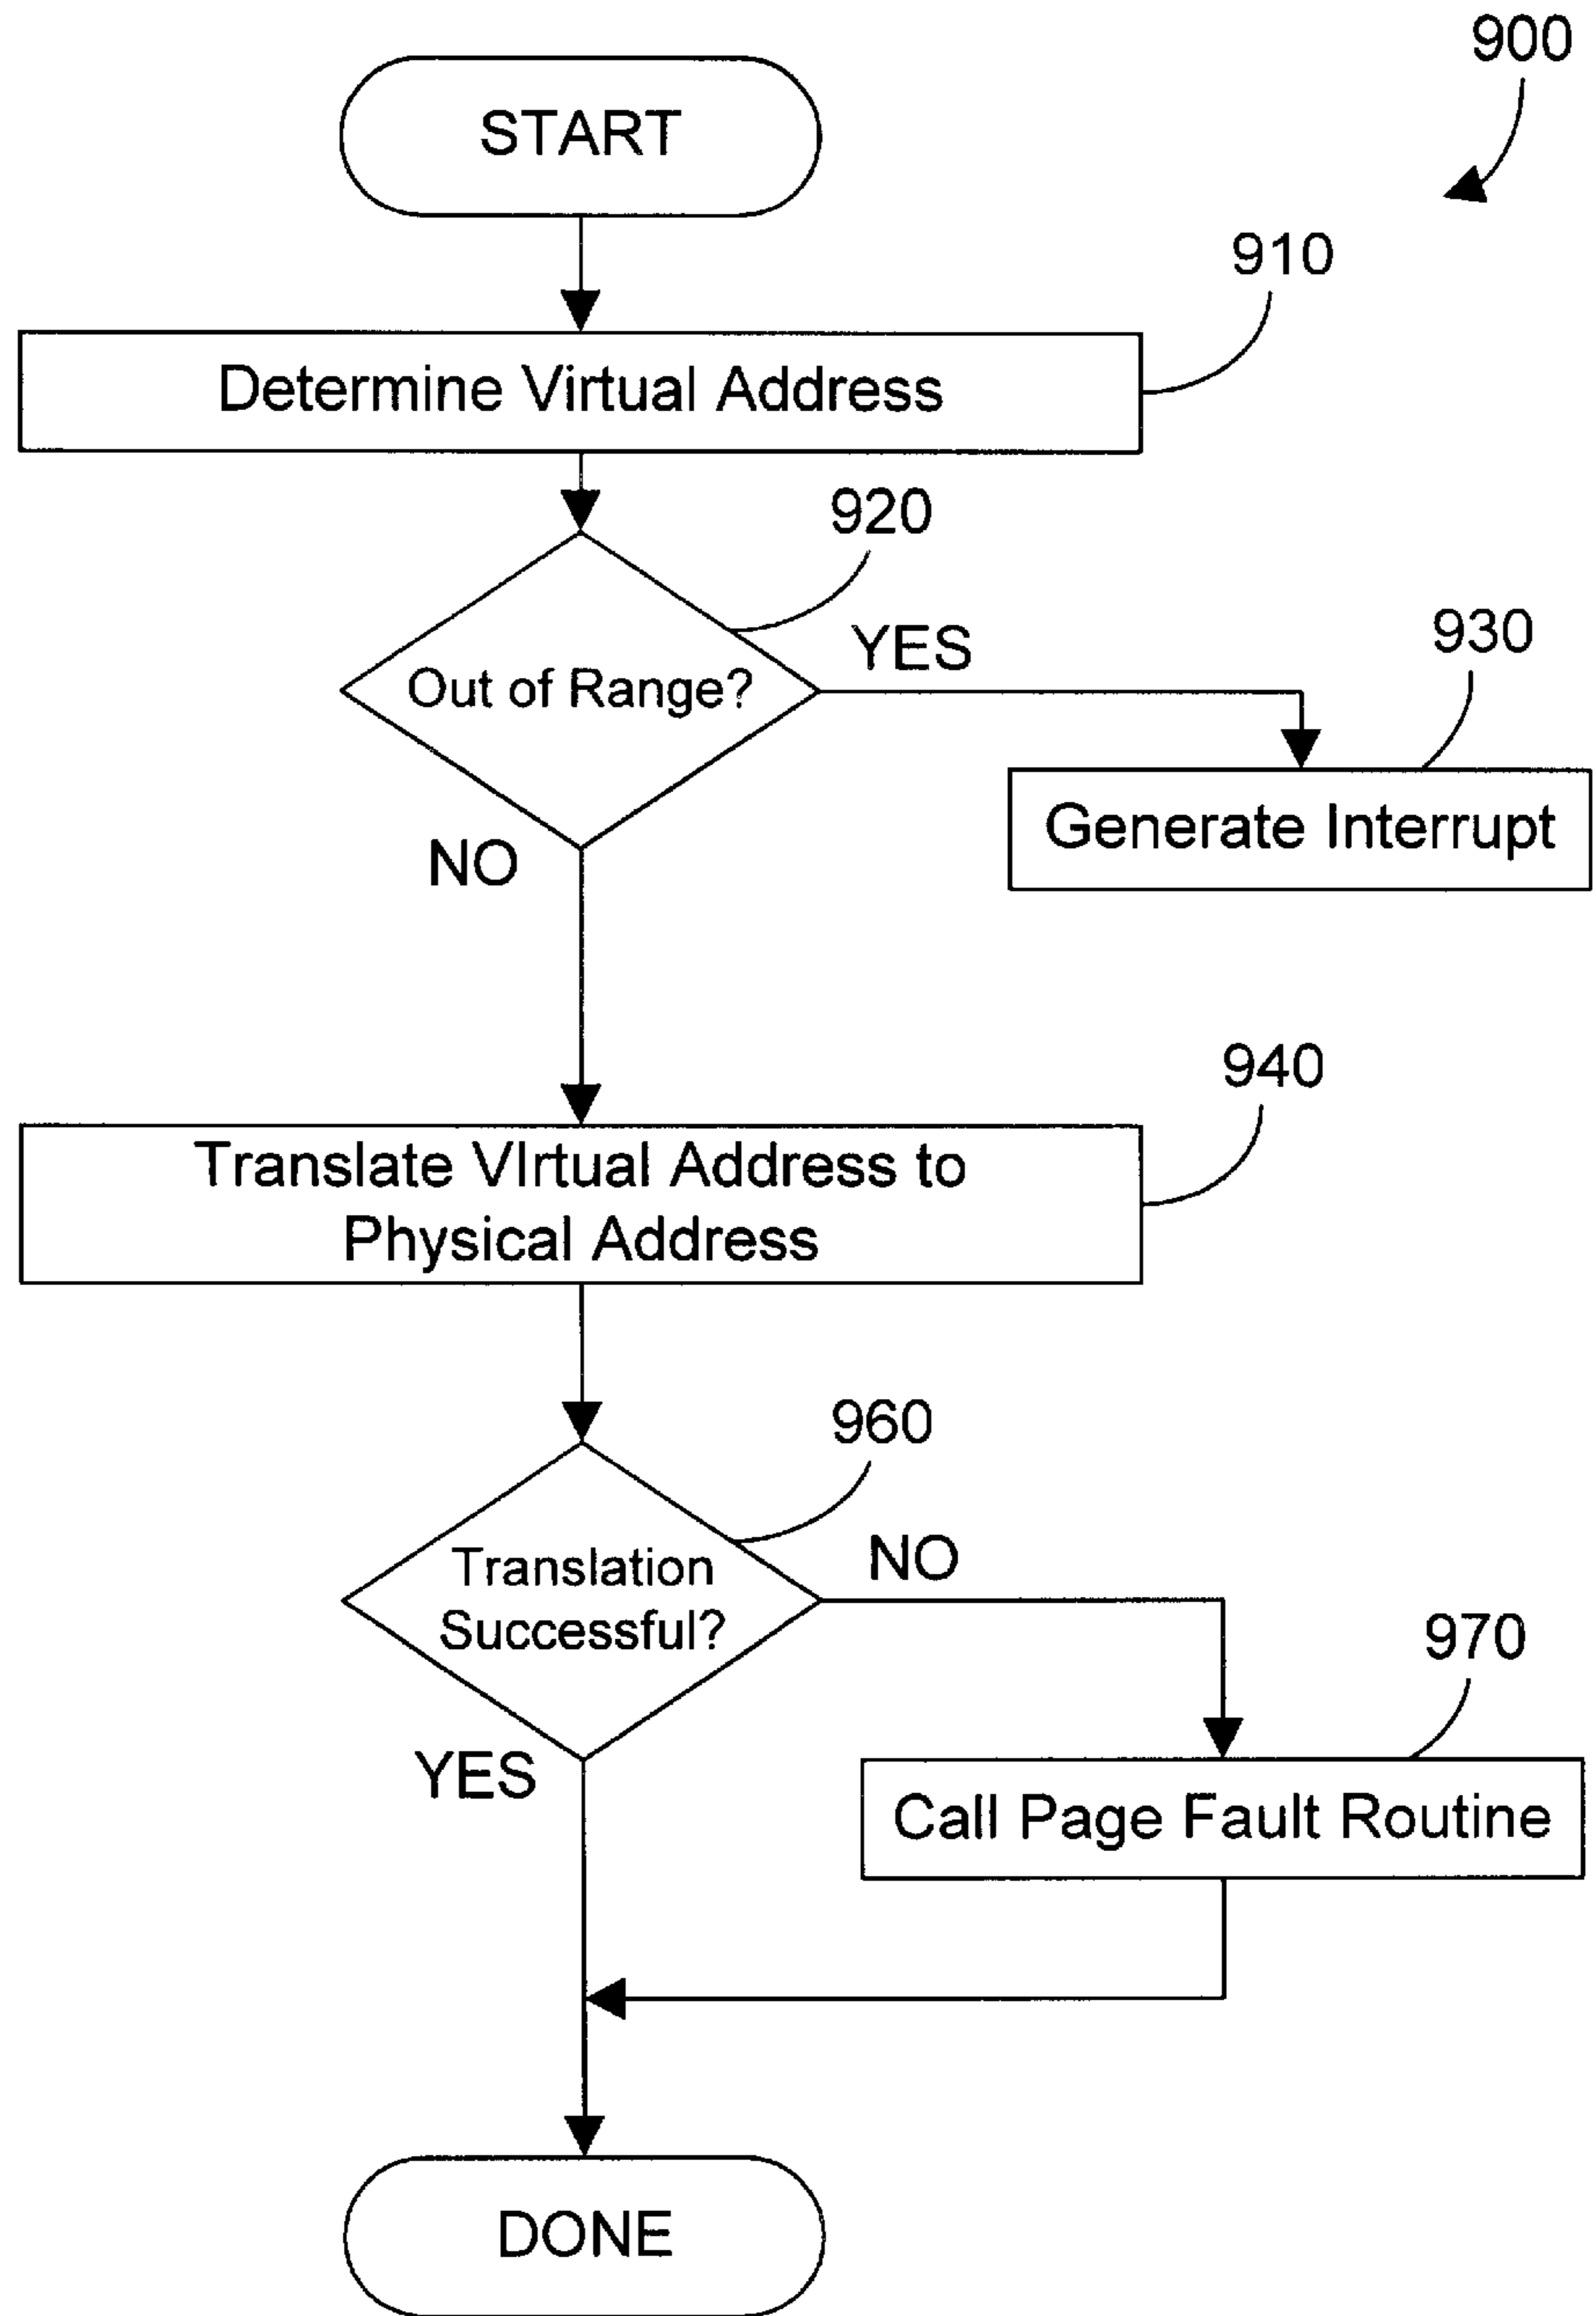 900
START
910
Determine Virtual Address
920
YES
930
Out of Range?
Generate Interrupt
NO
940
Translate VIrtual Address to
Physical Address
960
NO
Translation
Successful?
970
YES
Call Page Fault Routine
DONE